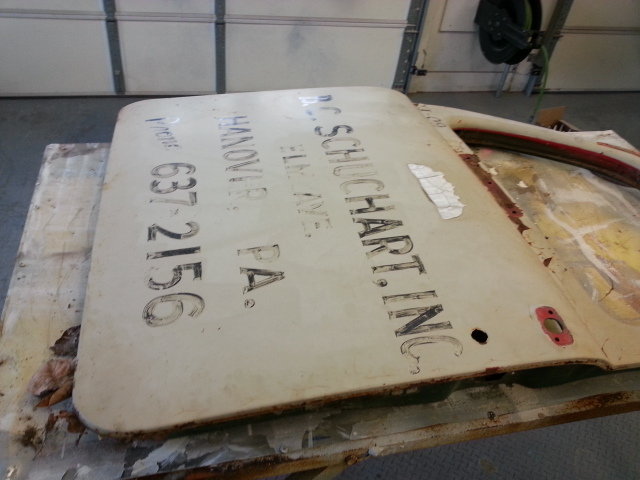 R.C. SCHUCHART, INC.
ELM AVE.
HANOVER, PA.
PHONE 637-2156